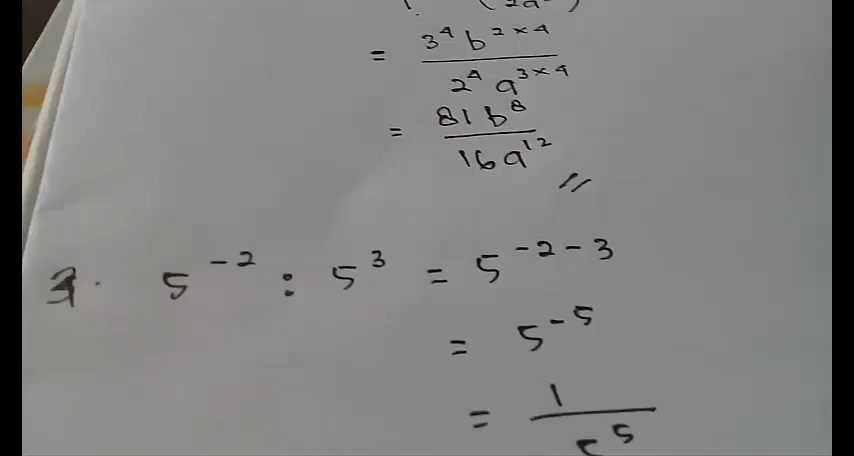 = 3⁴ b²ˣ⁴ / 2⁴ a³ˣ⁴
= 81 b⁸ / 16 a¹² //
3. 5⁻² : 5³ = 5⁻²⁻³
= 5⁻⁵
= 1 / 5⁵